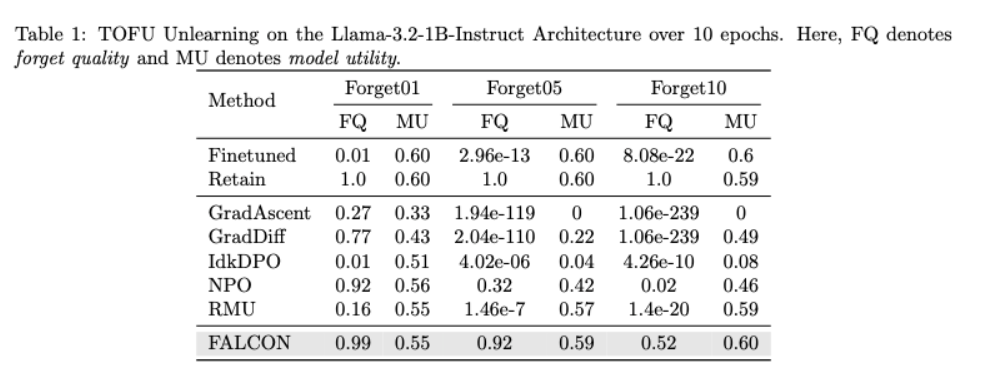 Table 1: TOFU Unlearning on the Llama-3.2-1B-Instruct Architecture over 10 epochs. Here, FQ denotes
forget quality and MU denotes model utility.
Method Forget01 Forget05 Forget10
FQ MU FQ MU FQ MU
Finetuned 0.01 0.60 2.96e-13 0.60 8.08e-22 0.6
Retain 1.0 0.60 1.0 0.60 1.0 0.59
GradAscent 0.27 0.33 1.94e-119 0 1.06e-239 0
GradDiff 0.77 0.43 2.04e-110 0.22 1.06e-239 0.49
IdkDPO 0.01 0.51 4.02e-06 0.04 4.26e-10 0.08
NPO 0.92 0.56 0.32 0.42 0.02 0.46
RMU 0.16 0.55 1.46e-7 0.57 1.4e-20 0.59
FALCON 0.99 0.55 0.92 0.59 0.52 0.60